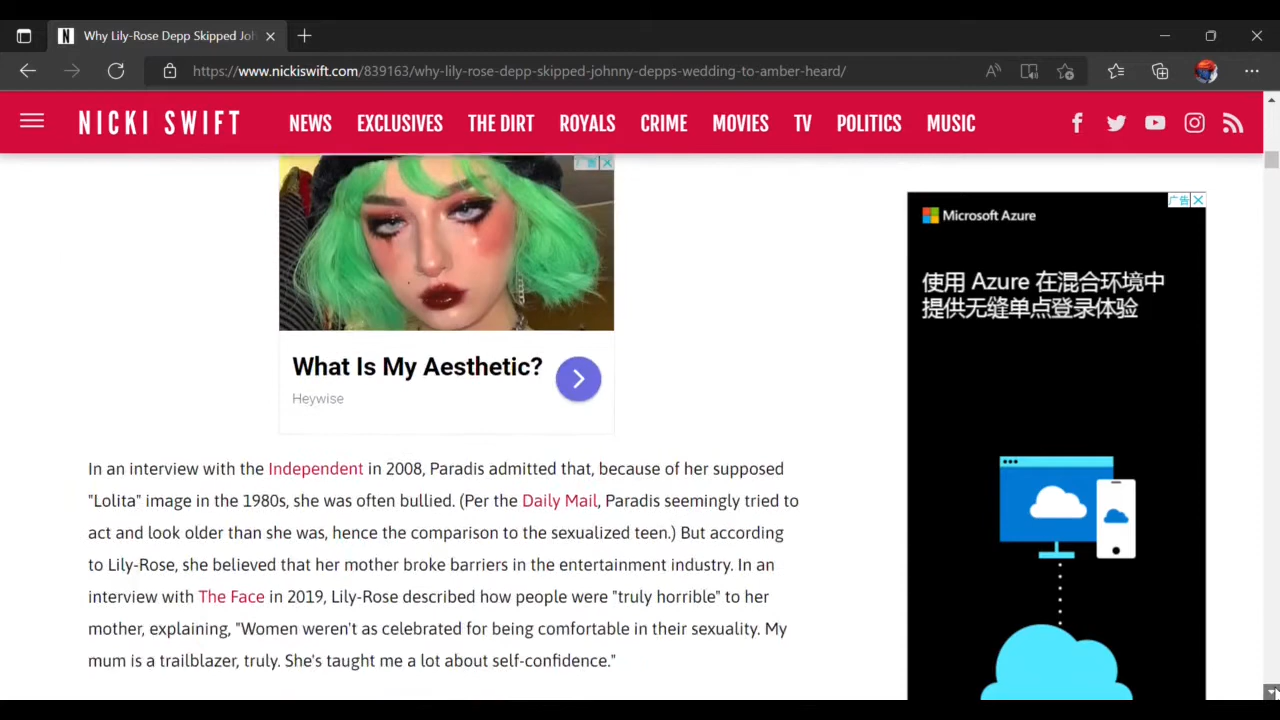 Why Lily-Rose Depp Skipped Joh
https://www.nickiswift.com/839163/why-lily-rose-depp-skipped-johnny-depps-wedding-to-amber-heard/
NICKI SWIFT
NEWS EXCLUSIVES THE DIRT ROYALS CRIME MOVIES TV POLITICS MUSIC
广告
What Is My Aesthetic?
Heywise
In an interview with the Independent in 2008, Paradis admitted that, because of her supposed
"Lolita" image in the 1980s, she was often bullied. (Per the Daily Mail, Paradis seemingly tried to
act and look older than she was, hence the comparison to the sexualized teen.) But according
to Lily-Rose, she believed that her mother broke barriers in the entertainment industry. In an
interview with The Face in 2019, Lily-Rose described how people were "truly horrible" to her
mother, explaining, "Women weren't as celebrated for being comfortable in their sexuality. My
mum is a trailblazer, truly. She's taught me a lot about self-confidence."
广告
Microsoft Azure
使用 Azure 在混合环境中
提供无缝单点登录体验